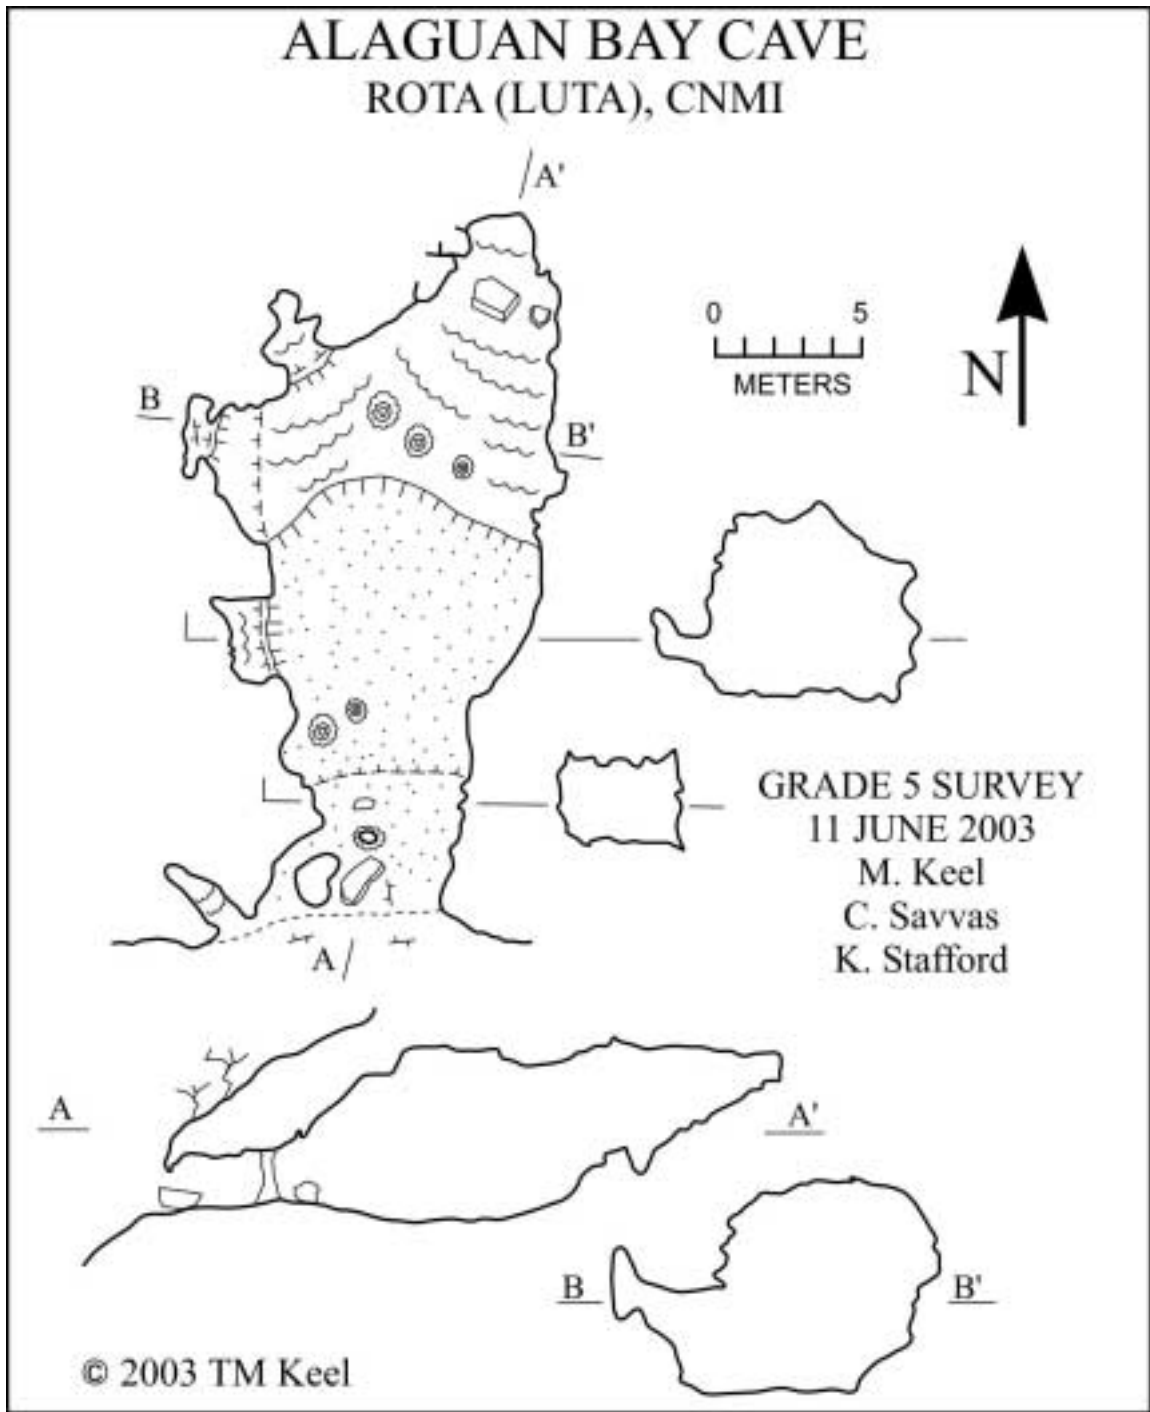 ALAGUAN BAY CAVE
ROTA (LUTA), CNMI
A'
0 5
METERS
N
B
B'
GRADE 5 SURVEY
11 JUNE 2003
M. Keel
C. Savvas
K. Stafford
A
A
A'
B
B'
© 2003 TM Keel